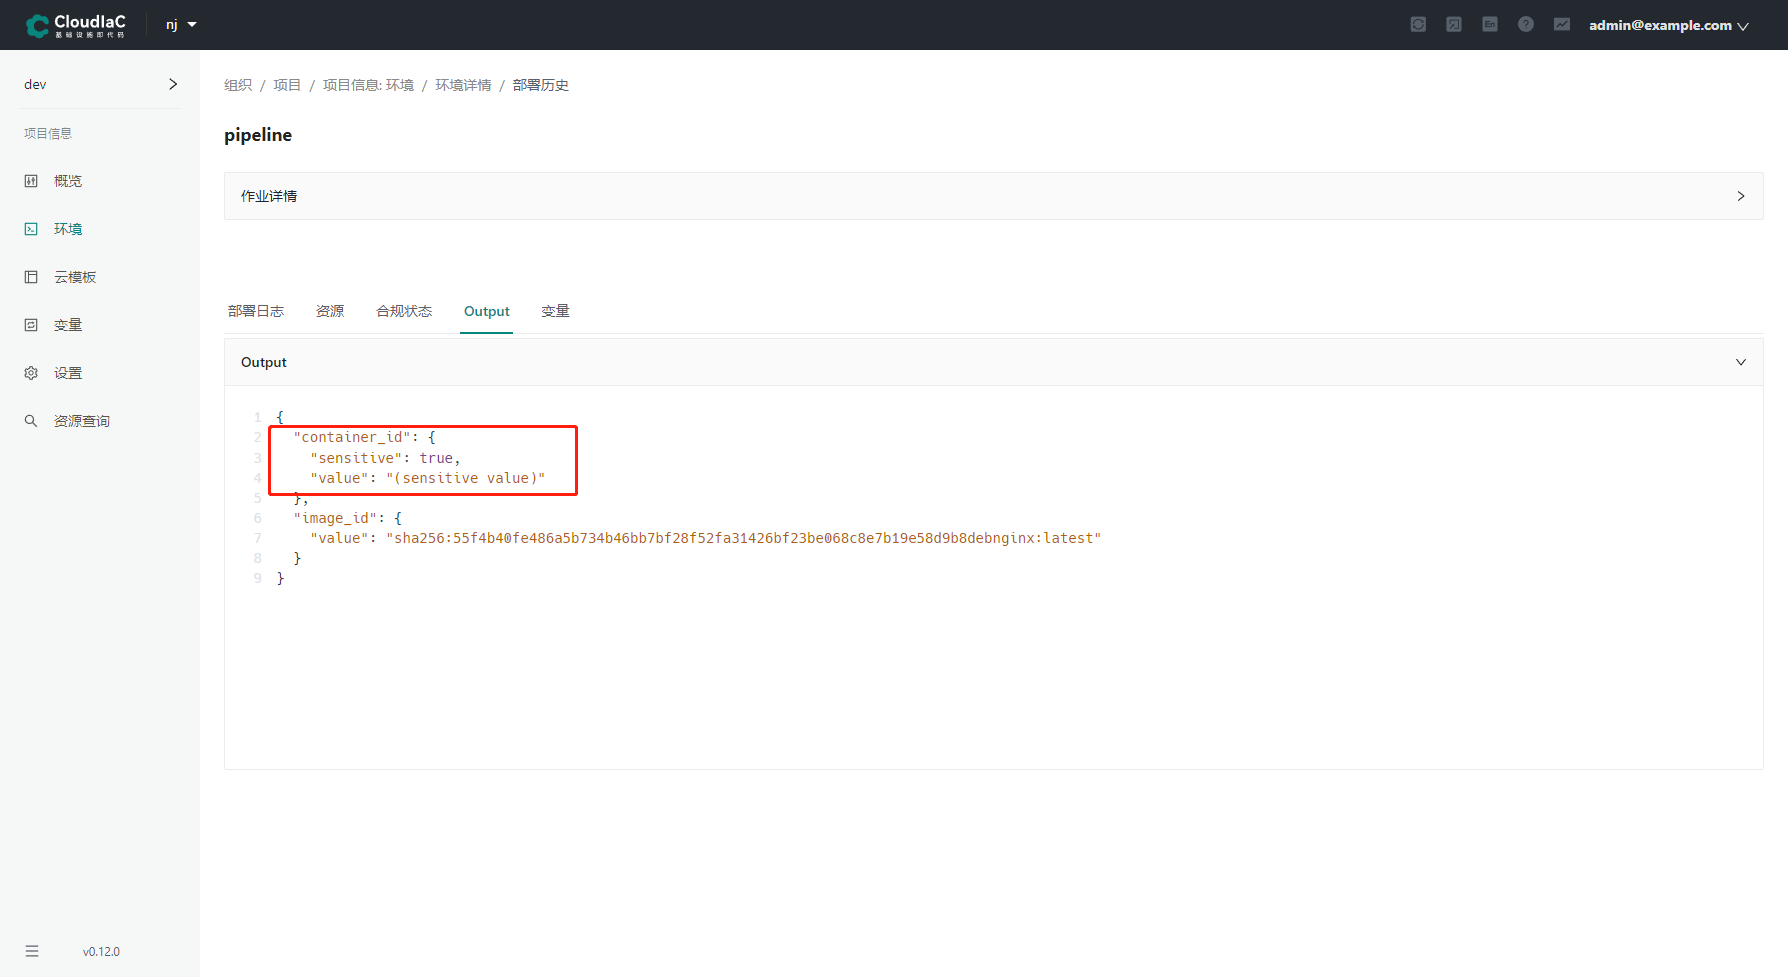 CloudIaC
基础设施即代码
nj
En
admin@example.com
dev
项目信息
概览
环境
云模板
变量
设置
资源查询
v0.12.0
组织 / 项目 / 项目信息: 环境 / 环境详情 / 部署历史
pipeline
作业详情
部署日志 资源 合规状态 Output 变量
Output
1 {
2 "container_id": {
3 "sensitive": true,
4 "value": "(sensitive value)"
5 },
6 "image_id": {
7 "value": "sha256:55f4b40fe486a5b734b46bb7bf28f52fa31426bf23be068c8e7b19e58d9b8debnginx:latest"
8 }
9 }